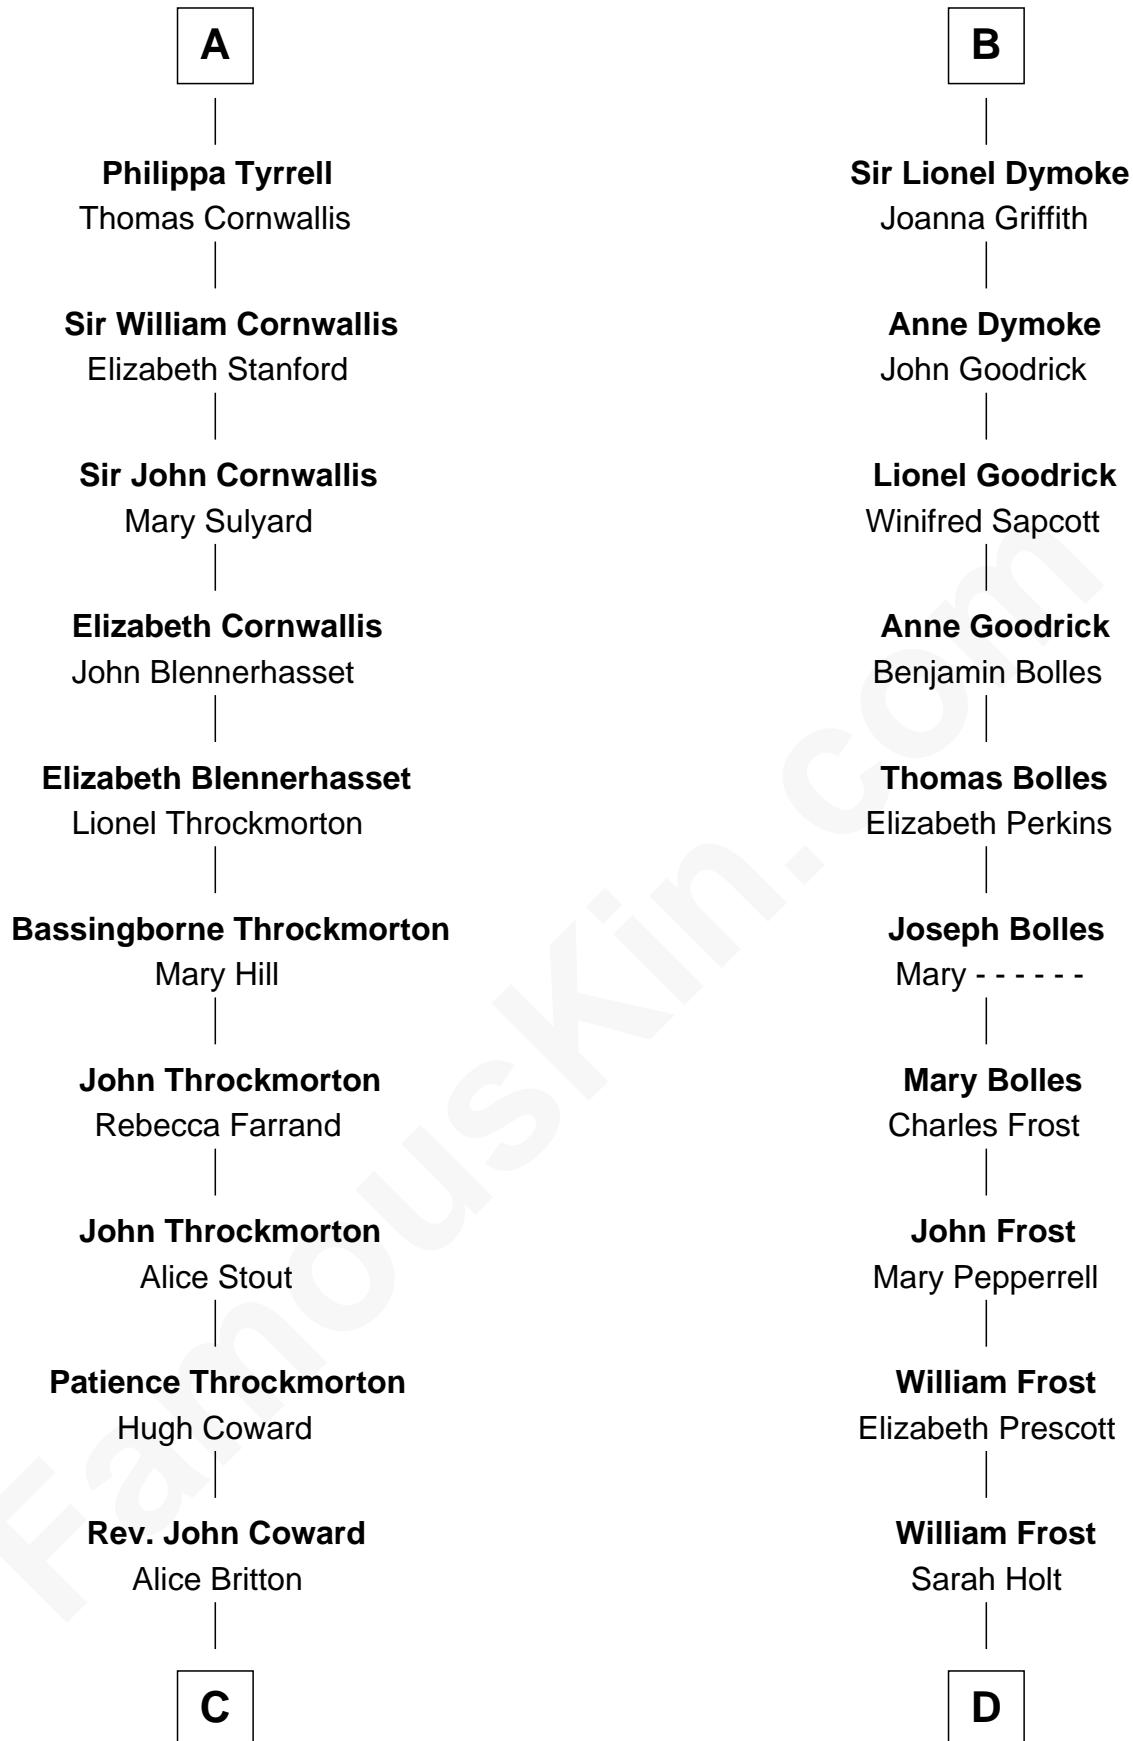 A
Philippa Tyrrell
Thomas Cornwallis
Sir William Cornwallis
Elizabeth Stanford
Sir John Cornwallis
Mary Sulyard
Elizabeth Cornwallis
John Blennerhasset
Elizabeth Blennerhasset
Lionel Throckmorton
Bassingborne Throckmorton
Mary Hill
John Throckmorton
Rebecca Farrand
John Throckmorton
Alice Stout
Patience Throckmorton
Hugh Coward
Rev. John Coward
Alice Britton
C
B
Sir Lionel Dymoke
Joanna Griffith
Anne Dymoke
John Goodrick
Lionel Goodrick
Winifred Sapcott
Anne Goodrick
Benjamin Bolles
Thomas Bolles
Elizabeth Perkins
Joseph Bolles
Mary - - - - - -
Mary Bolles
Charles Frost
John Frost
Mary Pepperrell
William Frost
Elizabeth Prescott
William Frost
Sarah Holt
D
FamousKin.com